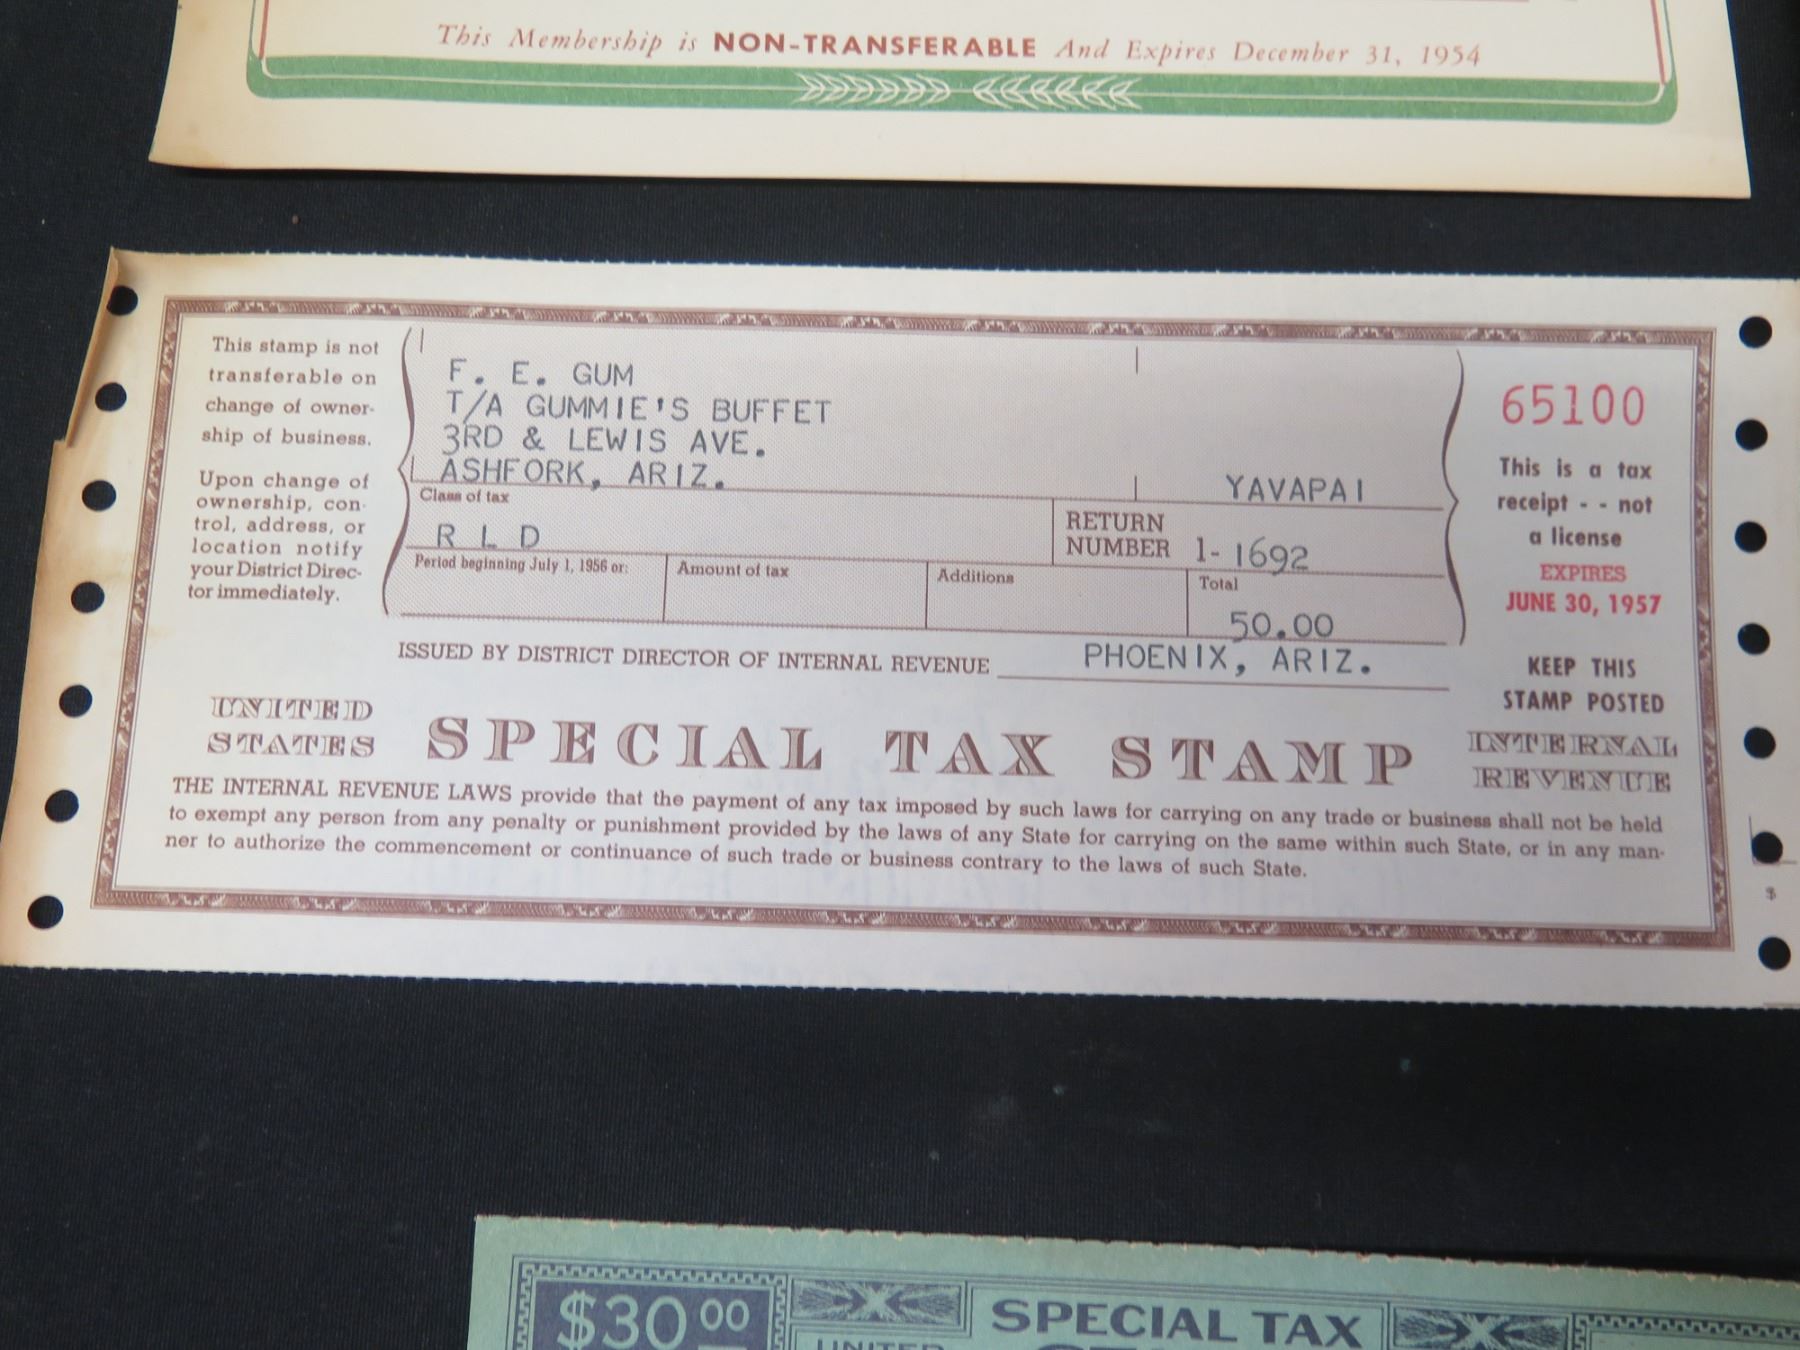 This Membership is NON-TRANSFERABLE And Expires December 31, 1954
This stamp is not
transferable on
change of owner-
ship of business.
Upon change of
ownership, con-
trol, address, or
location notify
your District Direc-
tor immediately.
F. E. GUM
T/A GUMMIE'S BUFFET
3RD & LEWIS AVE.
ASHFORK, ARIZ.
YAVAPAI
Class of tax
R L D
RETURN
NUMBER 1-1692
Period beginning July 1, 1956 or:
Amount of tax
Additions
Total
50.00
ISSUED BY DISTRICT DIRECTOR OF INTERNAL REVENUE PHOENIX, ARIZ.
65100
This is a tax
receipt - - not
a license
EXPIRES
JUNE 30, 1957
KEEP THIS
STAMP POSTED
UNITED
STATES
SPECIAL TAX STAMP
INTERNAL
REVENUE
THE INTERNAL REVENUE LAWS provide that the payment of any tax imposed by such laws for carrying on any trade or business shall not be held
to exempt any person from any penalty or punishment provided by the laws of any State for carrying on the same within such State, or in any man-
ner to authorize the commencement or continuance of such trade or business contrary to the laws of such State.
$
$30 00
SPECIAL TAX
UNITED